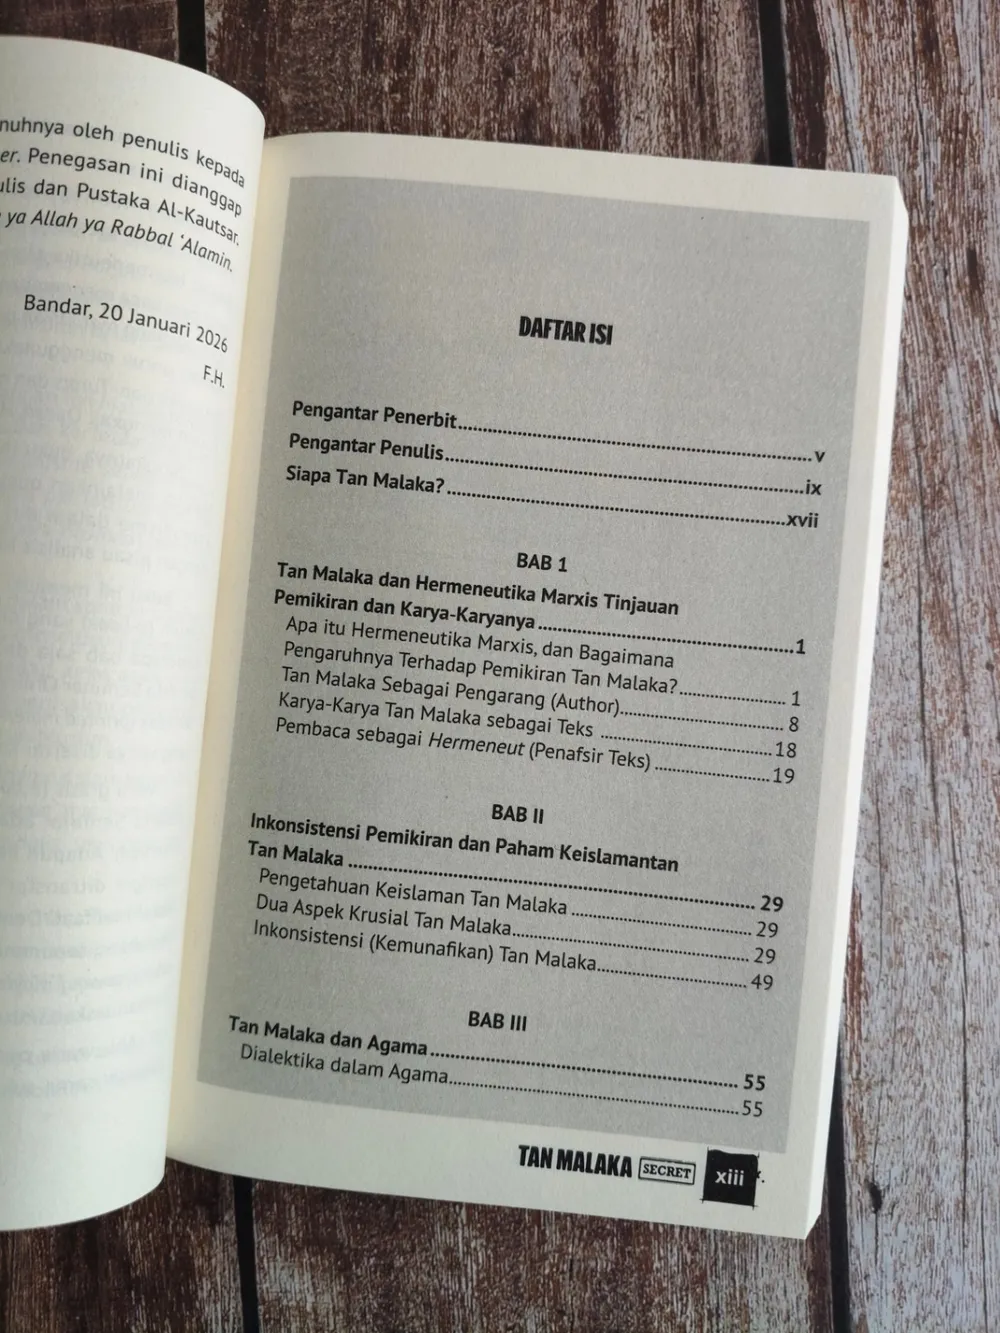 nuhnya oleh penulis kepada
er. Penegasan ini dianggap
ulis dan Pustaka Al-Kautsar.
ya Allah ya Rabbal ‘Alamin.
Bandar, 20 Januari 2026
F.H.
DAFTAR ISI
Pengantar Penerbit..........v
Pengantar Penulis..........ix
Siapa Tan Malaka?..........xvii
BAB 1
Tan Malaka dan Hermeneutika Marxis Tinjauan
Pemikiran dan Karya-Karyanya..........1
Apa itu Hermeneutika Marxis, dan Bagaimana
Pengaruhnya Terhadap Pemikiran Tan Malaka?..........1
Tan Malaka Sebagai Pengarang (Author)..........8
Karya-Karya Tan Malaka sebagai Teks..........18
Pembaca sebagai Hermeneut (Penafsir Teks)..........19
BAB II
Inkonsistensi Pemikiran dan Paham Keislamantan
Tan Malaka..........29
Pengetahuan Keislaman Tan Malaka..........29
Dua Aspek Krusial Tan Malaka..........29
Inkonsistensi (Kemunafikan) Tan Malaka..........49
BAB III
Tan Malaka dan Agama..........55
Dialektika dalam Agama..........55
TAN MALAKA SECRET xiii